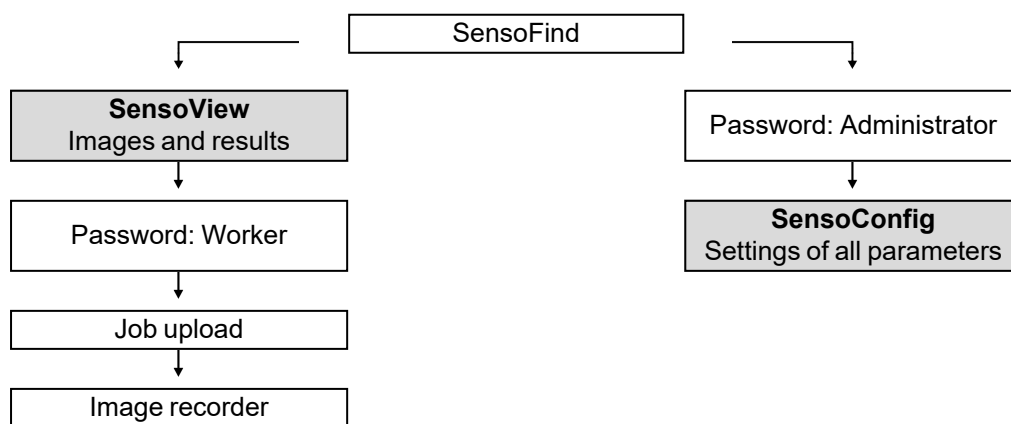 SensoFind
SensoView
Images and results
Password: Worker
Job upload
Image recorder
Password: Administrator
SensoConfig
Settings of all parameters